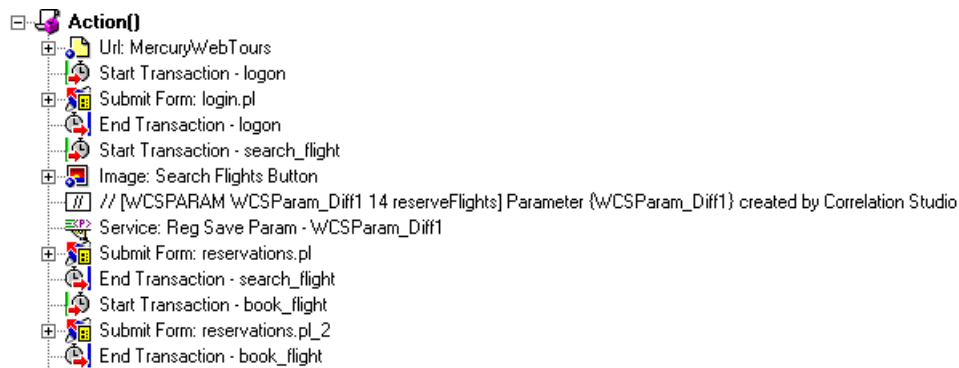 Action()
Url: MercuryWebTours
Start Transaction - logon
Submit Form: login.pl
End Transaction - logon
Start Transaction - search_flight
Image: Search Flights Button
// [WCSPARAM WCSParam_Diff1 14 reserveFlights] Parameter {WCSParam_Diff1} created by Correlation Studio
Service: Reg Save Param - WCSParam_Diff1
Submit Form: reservations.pl
End Transaction - search_flight
Start Transaction - book_flight
Submit Form: reservations.pl_2
End Transaction - book_flight